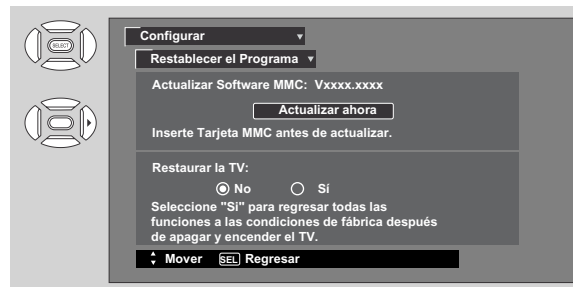 SELECT
Configurar
Restablecer el Programa
Actualizar Software MMC: Vxxxx.xxxx
Actualizar ahora
Inserte Tarjeta MMC antes de actualizar.
Restaurar la TV:
No Sí
Seleccione "Si" para regresar todas las
funciones a las condiciones de fábrica después
de apagar y encender el TV.
Mover SEL Regresar